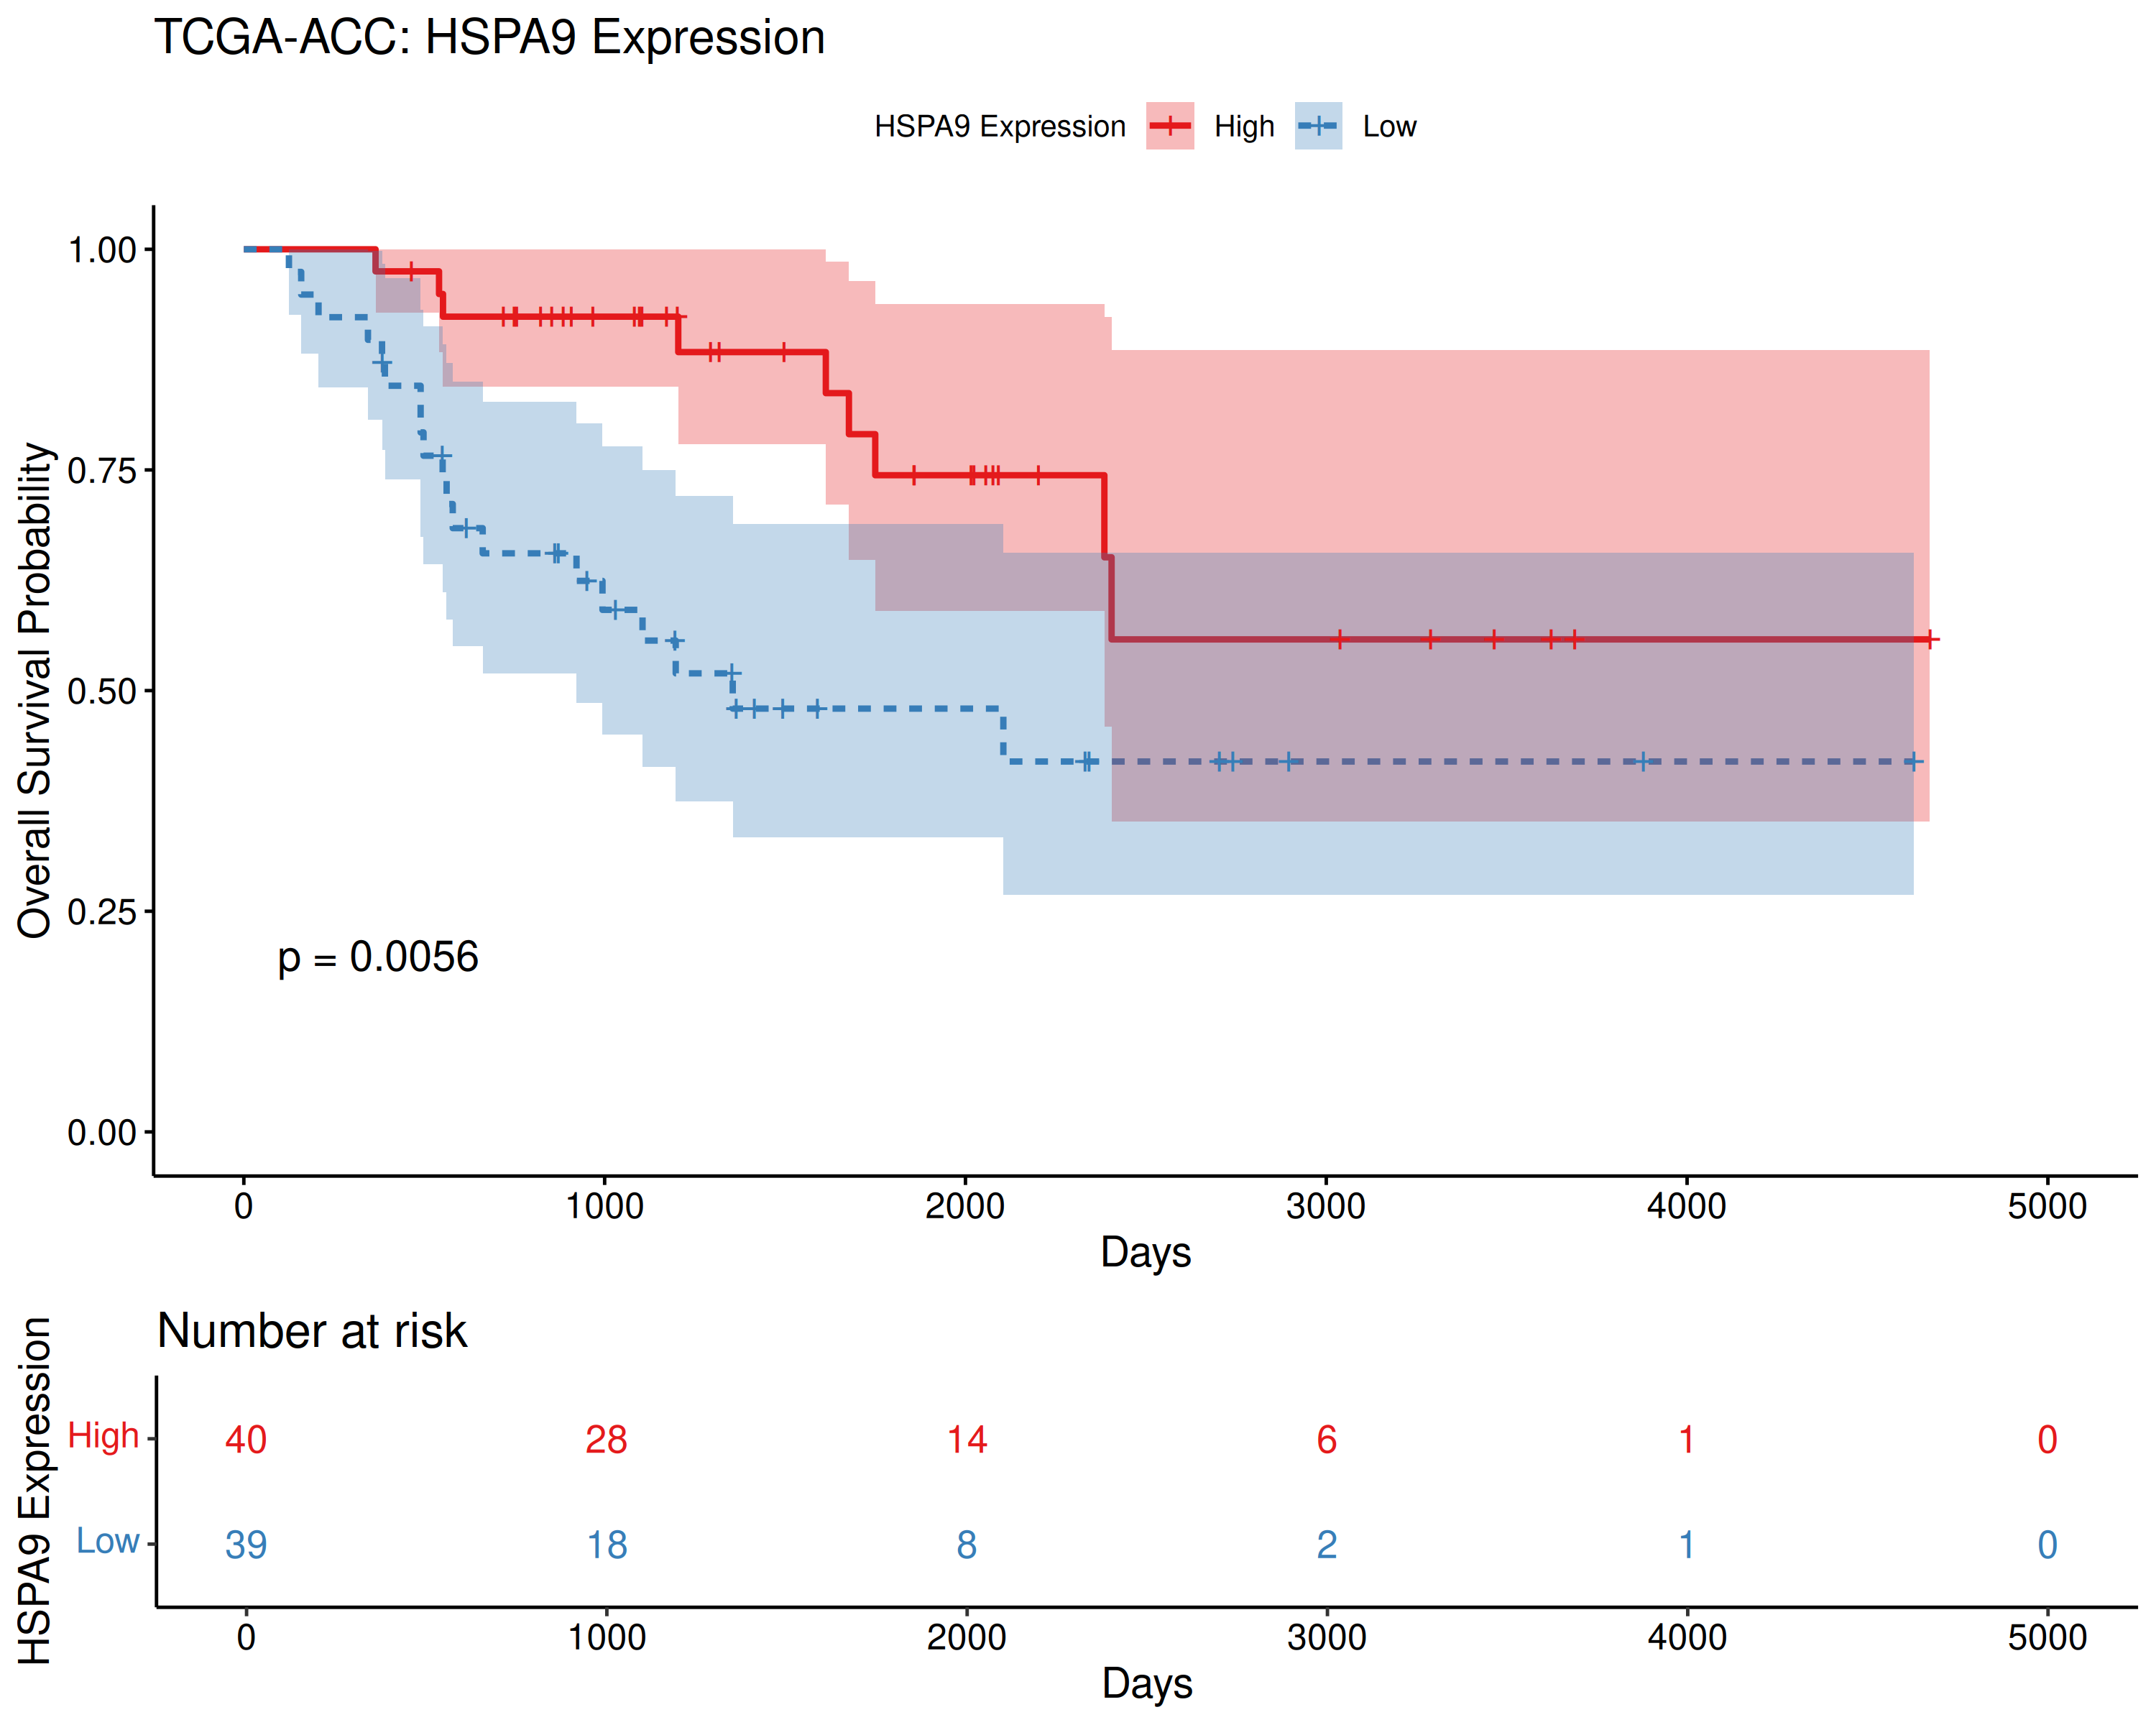 TCGA-ACC: HSPA9 Expression
HSPA9 Expression High Low
Overall Survival Probability
1.00
0.75
0.50
0.25
0.00
p = 0.0056
0 1000 2000 3000 4000 5000
Days
Number at risk
HSPA9 Expression
High 40 28 14 6 1 0
Low 39 18 8 2 1 0
0 1000 2000 3000 4000 5000
Days